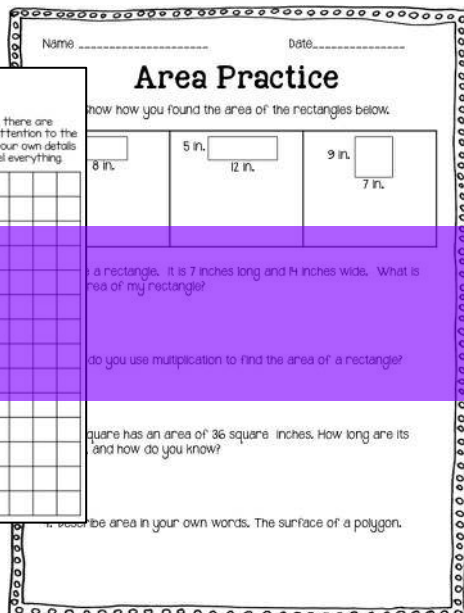 Name Date
Area Practice
how how you found the area of the rectangles below.
there are
ttention to the
our own details
el everything.
8 in.
5 in.
12 in.
9 in.
7 in.
a rectangle. It is 7 inches long and 14 inches wide. What is
rea of my rectangle?
do you use multiplication to find the area of a rectangle?
quare has an area of 36 square inches. How long are its
, and how do you know?
be area in your own words. The surface of a polygon.